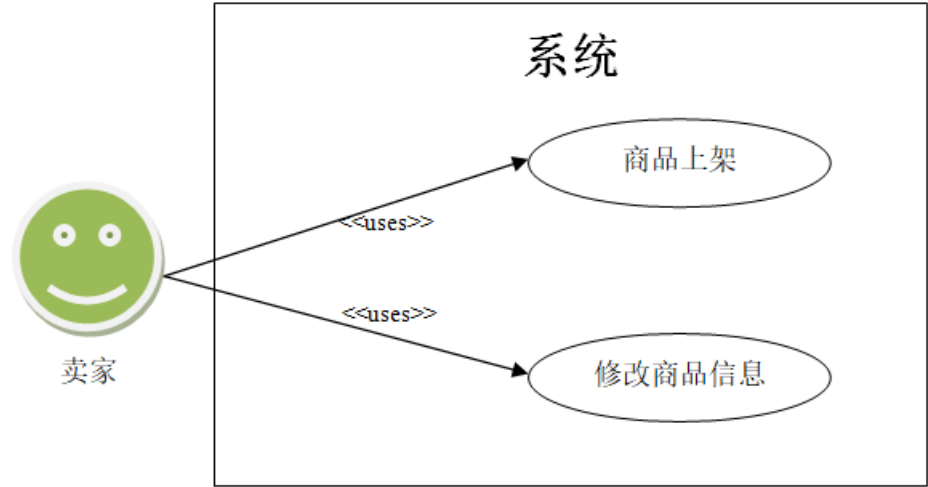 系统
商品上架
<<uses>>
<<uses>>
卖家
修改商品信息